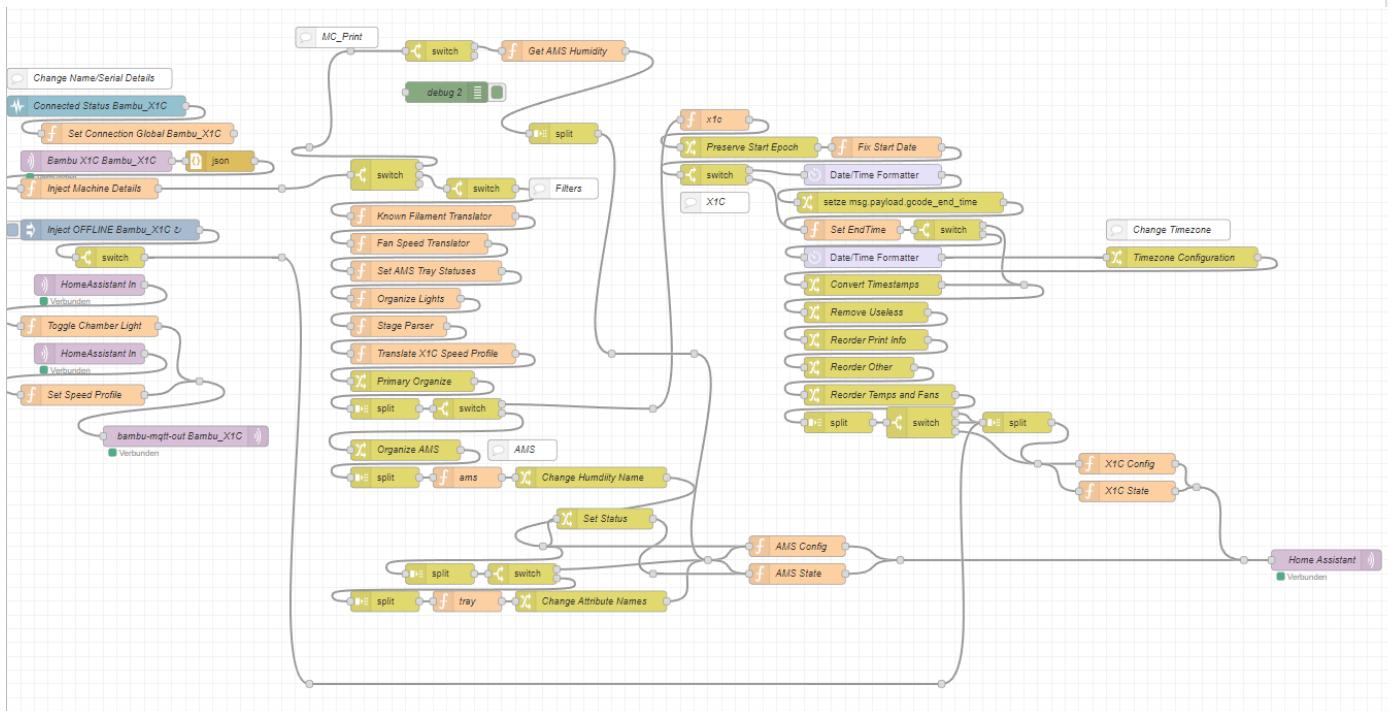 MC_Print
switch
Get AMS Humidity
Change Name/Serial Details
debug 2
Connected Status Bambu_X1C
Set Connection Global Bambu_X1C
Bambu X1C Bambu_X1C
json
Inject Machine Details
Inject OFFLINE Bambu_X1C ↻
switch
HomeAssistant In
Verbunden
Toggle Chamber Light
HomeAssistant In
Verbunden
Set Speed Profile
bambu-mqtt-out Bambu_X1C
Verbunden
split
switch
switch
Filters
Known Filament Translator
Fan Speed Translator
Set AMS Tray Statuses
Organize Lights
Stage Parser
Translate X1C Speed Profile
Primary Organize
split
switch
Organize AMS
AMS
split
ams
Change Humdiity Name
Set Status
split
switch
split
tray
Change Attribute Names
AMS Config
AMS State
x1c
Preserve Start Epoch
Fix Start Date
switch
Date/Time Formatter
X1C
setze msg.payload.gcode_end_time
Set EndTime
switch
Change Timezone
Date/Time Formatter
Timezone Configuration
Convert Timestamps
Remove Useless
Reorder Print Info
Reorder Other
Reorder Temps and Fans
split
switch
split
X1C Config
X1C State
Home Assistant
Verbunden